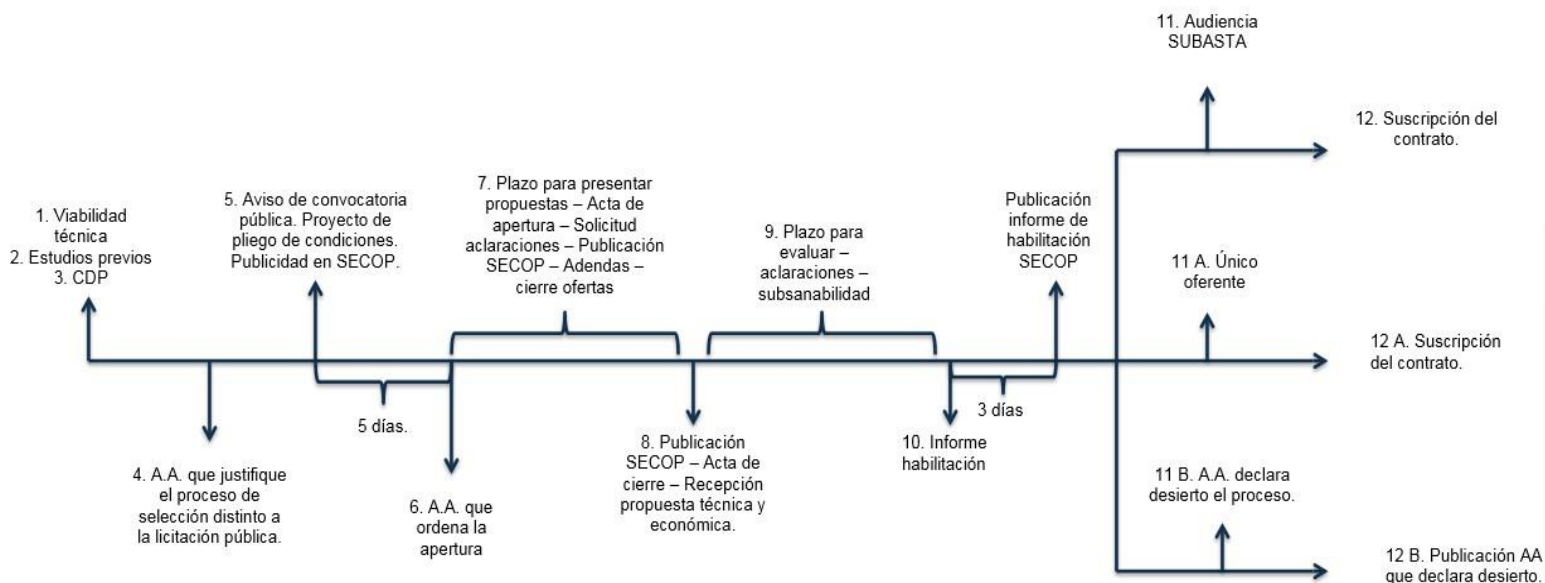 1. Viabilidad
técnica
2. Estudios previos
3. CDP
4. A.A. que justifique
el proceso de
selección distinto a
la licitación pública.
5. Aviso de convocatoria
pública. Proyecto de
pliego de condiciones.
Publicidad en SECOP.
5 días.
6. A.A. que
ordena la
apertura
7. Plazo para presentar
propuestas – Acta de
apertura – Solicitud
aclaraciones – Publicación
SECOP – Adendas –
cierre ofertas
8. Publicación
SECOP – Acta de
cierre – Recepción
propuesta técnica y
económica.
9. Plazo para
evaluar –
aclaraciones –
subsanabilidad
10. Informe
habilitación
3 días
Publicación
informe de
habilitación
SECOP
11. Audiencia
SUBASTA
12. Suscripción del
contrato.
11 A. Único
oferente
12 A. Suscripción
del contrato.
11 B. A.A. declara
desierto el proceso.
12 B. Publicación AA
que declara desierto.